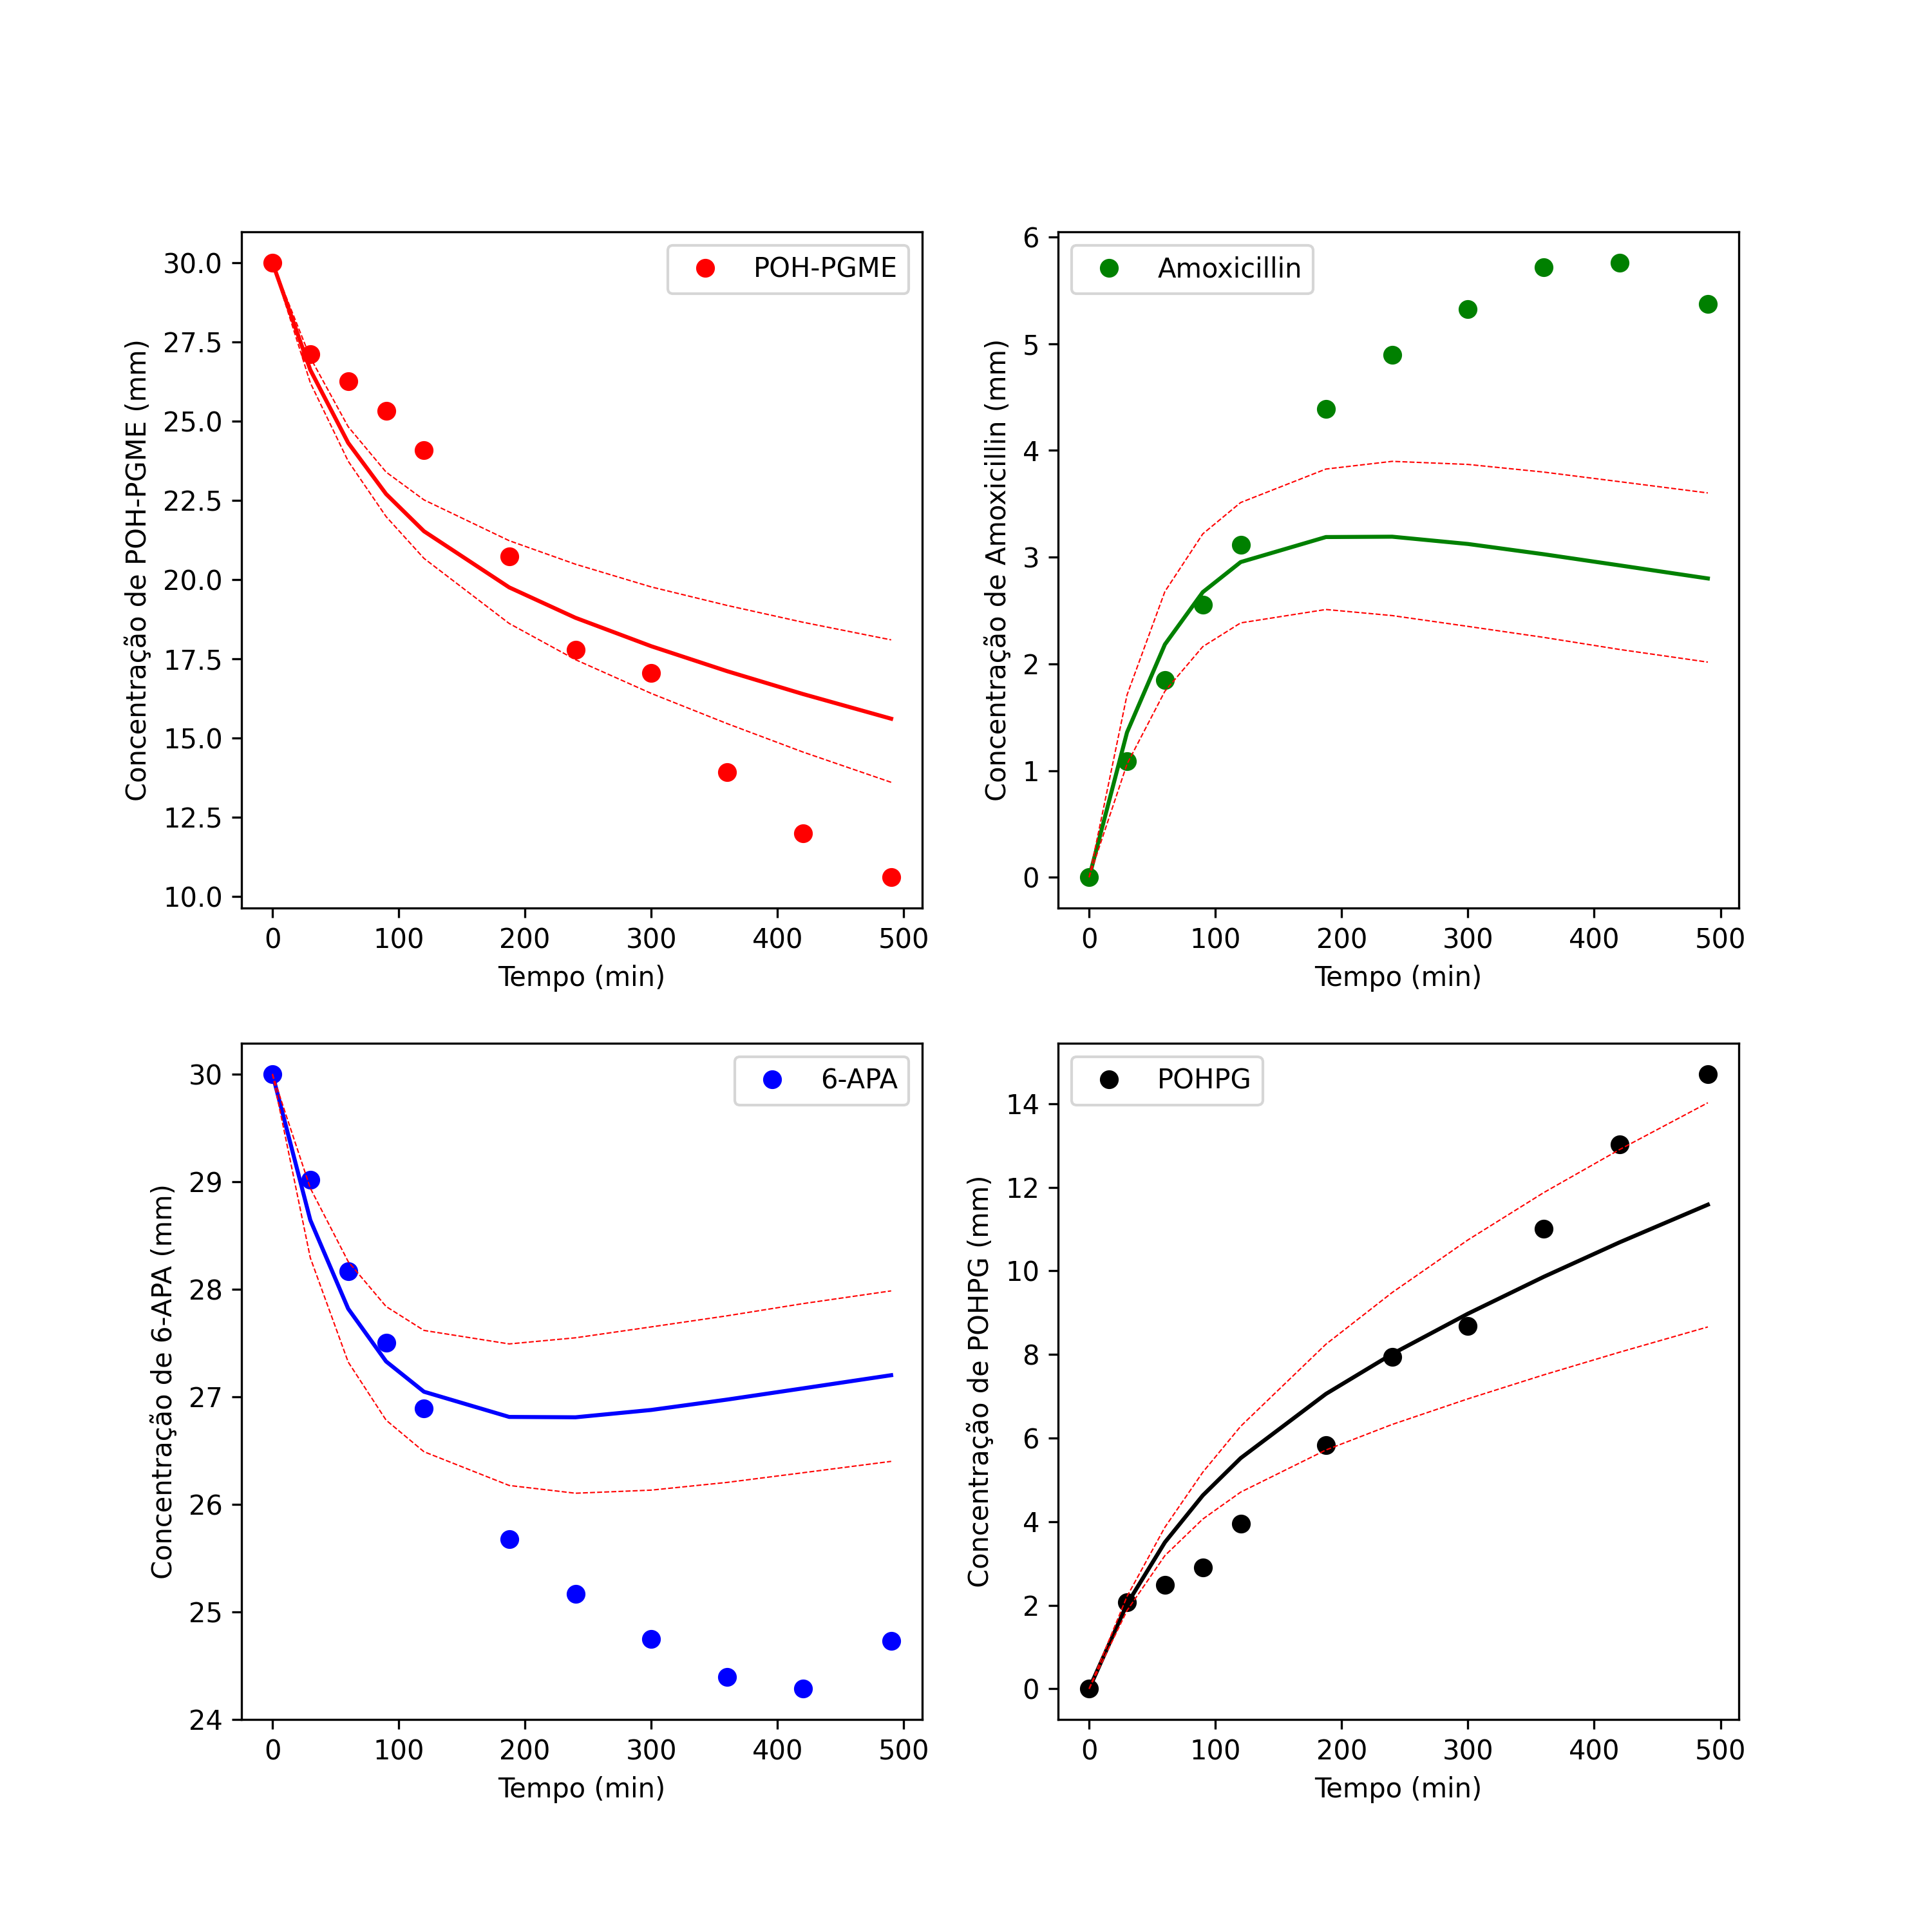 POH-PGME
Concentração de POH-PGME (mm)
30.0
27.5
25.0
22.5
20.0
17.5
15.0
12.5
10.0
0 100 200 300 400 500
Tempo (min)
Amoxicillin
Concentração de Amoxicillin (mm)
6
5
4
3
2
1
0
0 100 200 300 400 500
Tempo (min)
6-APA
Concentração de 6-APA (mm)
30
29
28
27
26
25
24
0 100 200 300 400 500
Tempo (min)
POHPG
Concentração de POHPG (mm)
14
12
10
8
6
4
2
0
0 100 200 300 400 500
Tempo (min)